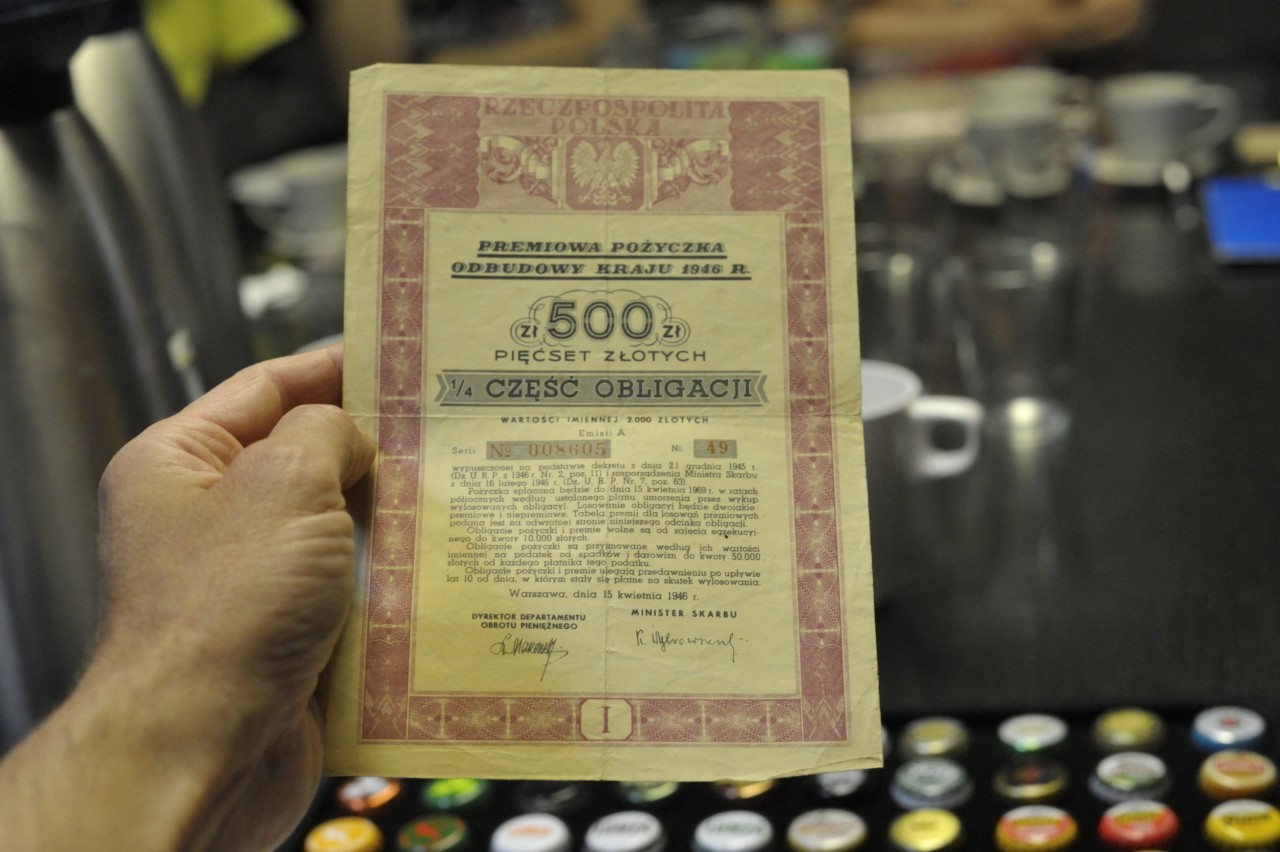 RZECZPOSPOLITA
POLSKA
PREMIOWA POŻYCZKA
ODBUDOWY KRAJU 1946 R.
zł 500 zł
PIĘĆSET ZŁOTYCH
1/4 CZĘŚĆ OBLIGACJI
WARTOŚCI IMIENNEJ 2.000 ZŁOTYCH
Emisji A
Serii № 008605 № 49
wypuszczonej na podstawie dekretu z dnia 21 grudnia 1945 r.
(Dz. U. R. P. z 1946 r. Nr. 2, poz. 11) i rozporządzenia Ministra Skarbu
z dnia 16 lutego 1946 r. (Dz. U. R. P. Nr. 7, poz. 63).
Pożyczka spłacona będzie do dnia 15 kwietnia 1969 r. w ratach
półrocznych według ustalonego planu umorzenia przez wykup
wylosowanych obligacji. Losowanie obligacji będzie dwojakie:
premiowe i niepremiowe. Tabela premij dla losowań premiowych
podana jest na odwrotnej stronie niniejszego odcinka obligacji.
Obligacje pożyczki i premie wolne są od zajęcia egzekucyj-
nego do kwoty 10.000 złotych.
Obligacje pożyczki są przyjmowane według ich wartości
imiennej na podatek od spadków i darowizn do kwoty 50.000
złotych od każdego płatnika tego podatku.
Obligacje pożyczki i premie ulegają przedawnieniu po upływie
lat 10 od dnia, w którym stały się płatne na skutek wylosowania.
Warszawa, dnia 15 kwietnia 1946 r.
DYREKTOR DEPARTAMENTU
OBROTU PIENIĘŻNEGO
MINISTER SKARBU
I